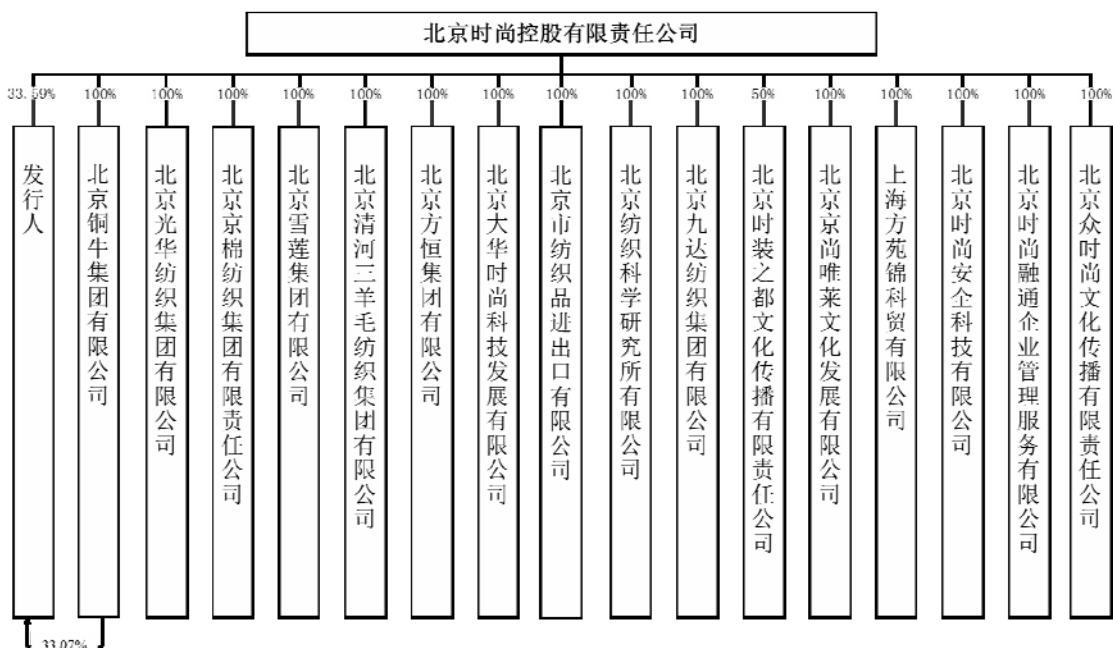 北京时尚控股有限责任公司
33.59%
100%
100%
100%
100%
100%
100%
100%
100%
100%
100%
50%
100%
100%
100%
100%
100%
发行人
北京铜牛集团有限公司
北京光华纺织集团有限公司
北京京棉纺织集团有限责任公司
北京雪莲集团有限公司
北京清河三羊毛纺织集团有限公司
北京方恒集团有限公司
北京大华时尚科技发展有限公司
北京市纺织品进出口有限公司
北京纺织科学研究所有限公司
北京九达纺织集团有限公司
北京时装之都文化传播有限责任公司
北京京尚唯莱文化发展有限公司
上海方苑锦科贸有限公司
北京时尚安企科技有限公司
北京时尚融通企业管理服务有限公司
北京众时尚文化传播有限责任公司
33.07%